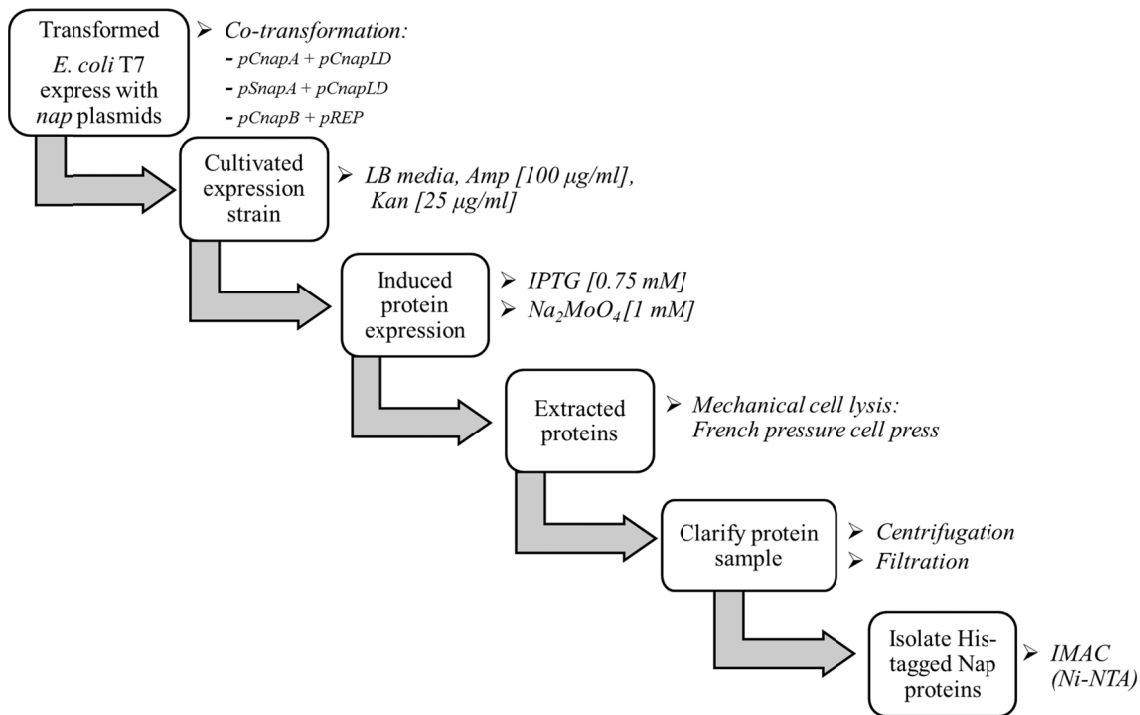 Transformed
E. coli T7
express with
nap plasmids
➢ Co-transformation:
- pCnapA + pCnapLD
- pSnapA + pCnapLD
- pCnapB + pREP
Cultivated
expression
strain
➢ LB media, Amp [100 µg/ml],
Kan [25 µg/ml]
Induced
protein
expression
➢ IPTG [0.75 mM]
➢ Na₂MoO₄ [1 mM]
Extracted
proteins
➢ Mechanical cell lysis:
French pressure cell press
Clarify protein
sample
➢ Centrifugation
➢ Filtration
Isolate His-
tagged Nap
proteins
➢ IMAC
(Ni-NTA)